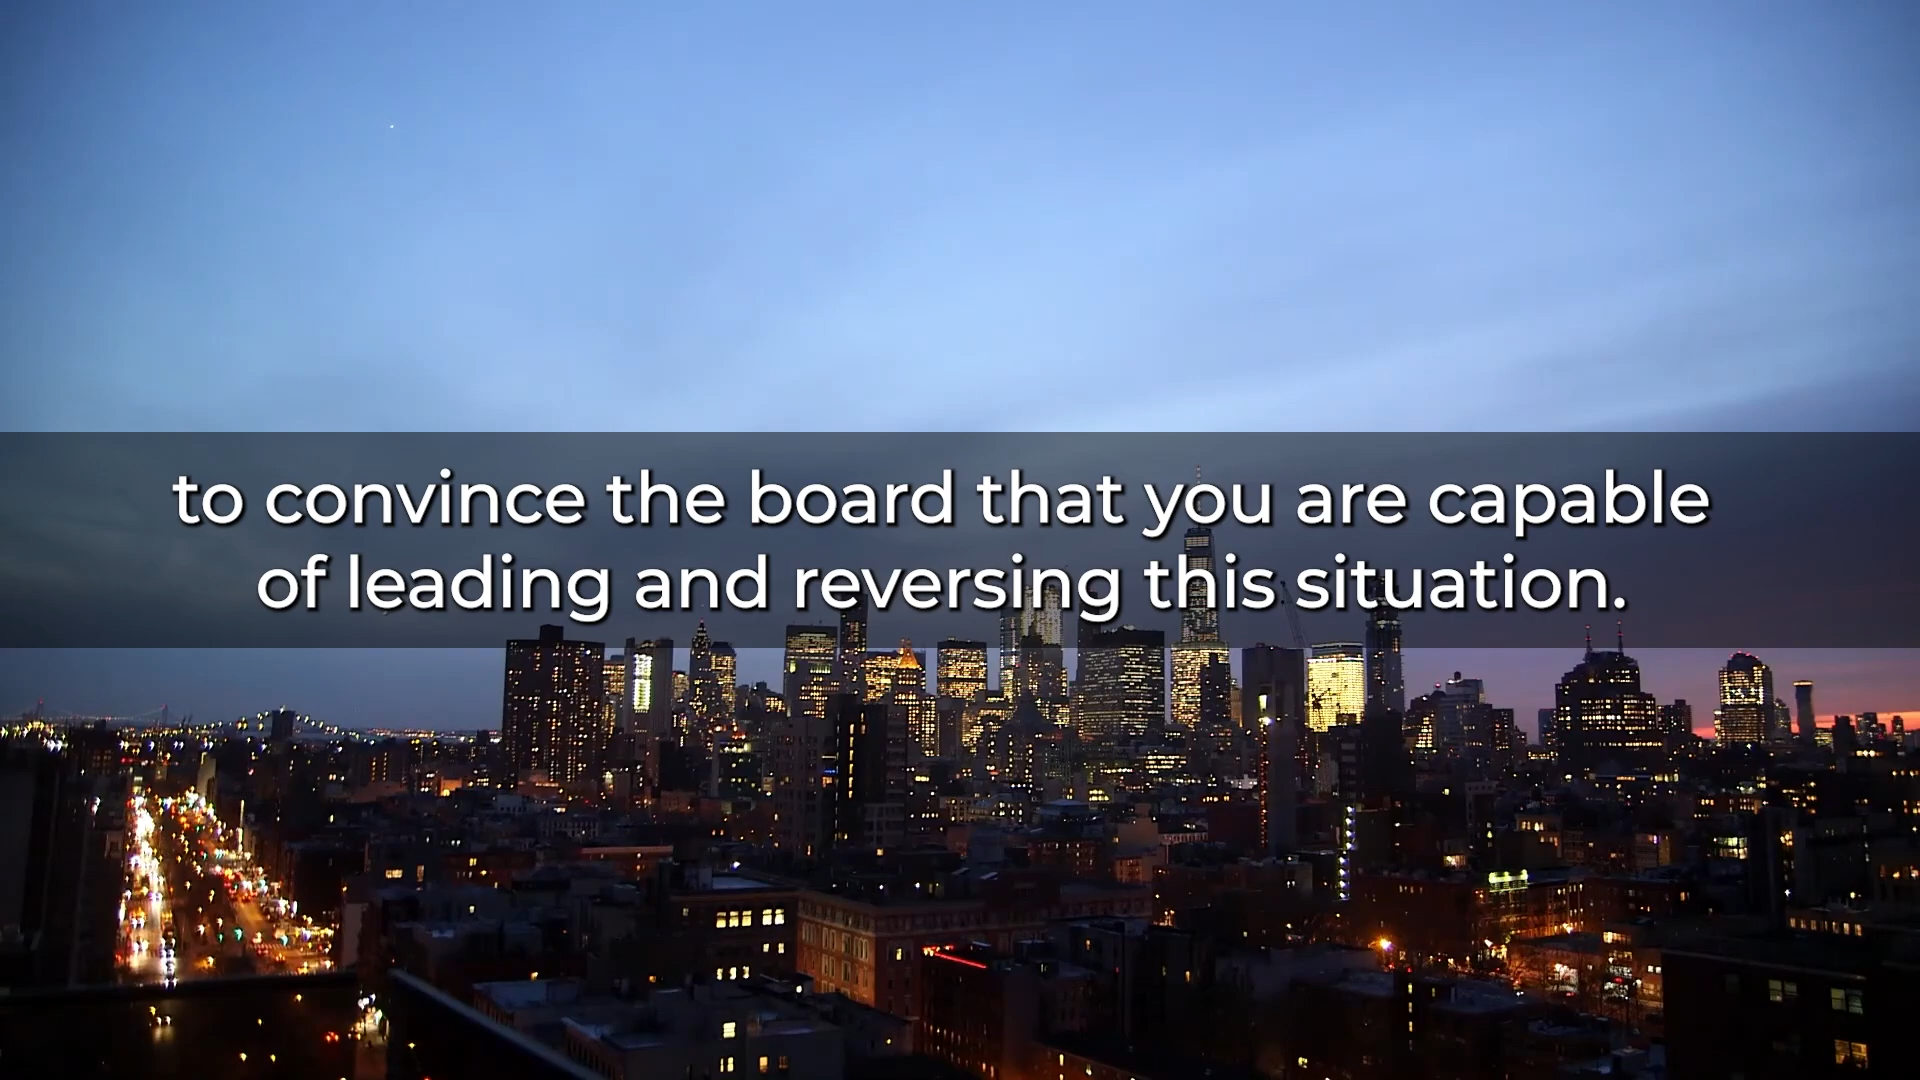 to convince the board that you are capable
of leading and reversing this situation.